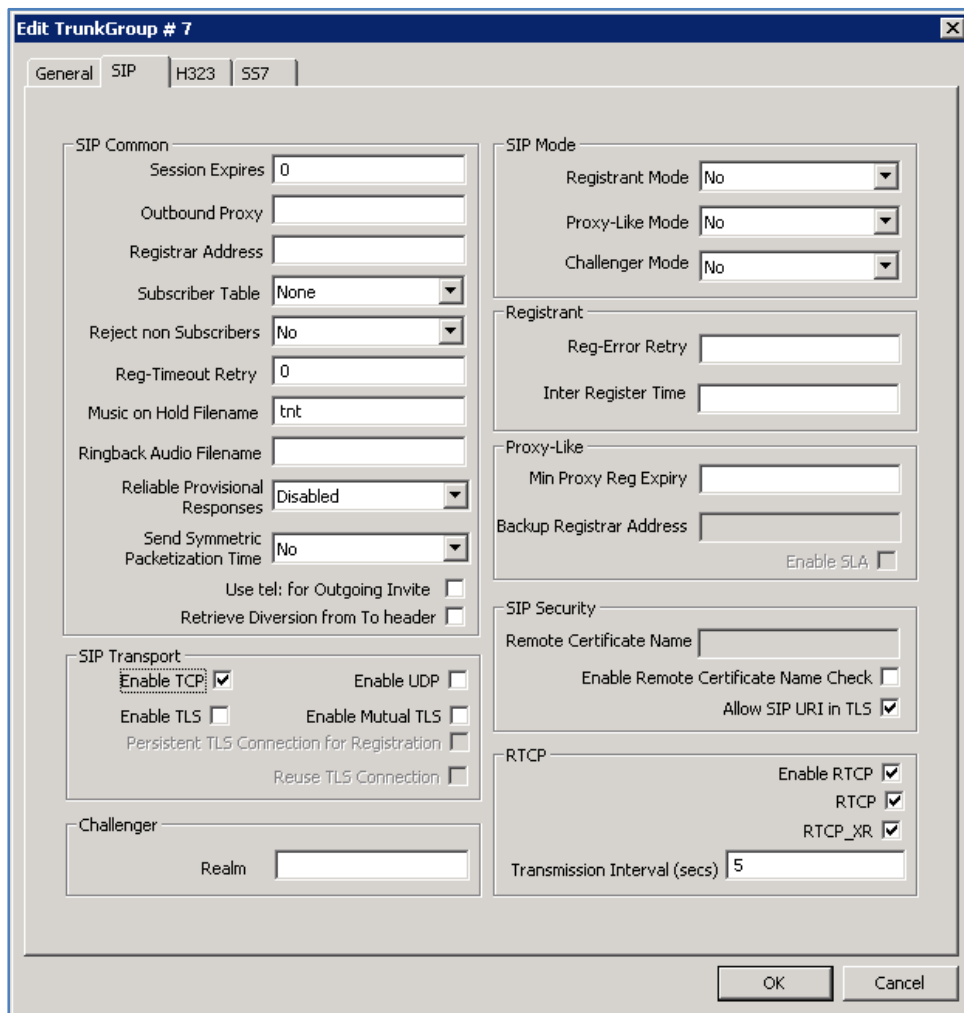 Edit TrunkGroup # 7
General SIP H323 SS7
SIP Common
Session Expires 0
Outbound Proxy
Registrar Address
Subscriber Table None
Reject non Subscribers No
Reg-Timeout Retry 0
Music on Hold Filename tnt
Ringback Audio Filename
Reliable Provisional
Responses Disabled
Send Symmetric
Packetization Time No
Use tel: for Outgoing Invite
Retrieve Diversion from To header
SIP Transport
Enable TCP Enable UDP
Enable TLS Enable Mutual TLS
Persistent TLS Connection for Registration
Reuse TLS Connection
Challenger
Realm
SIP Mode
Registrant Mode No
Proxy-Like Mode No
Challenger Mode No
Registrant
Reg-Error Retry
Inter Register Time
Proxy-Like
Min Proxy Reg Expiry
Backup Registrar Address
Enable SLA
SIP Security
Remote Certificate Name
Enable Remote Certificate Name Check
Allow SIP URI in TLS
RTCP
Enable RTCP
RTCP
RTCP_XR
Transmission Interval (secs) 5
OK Cancel